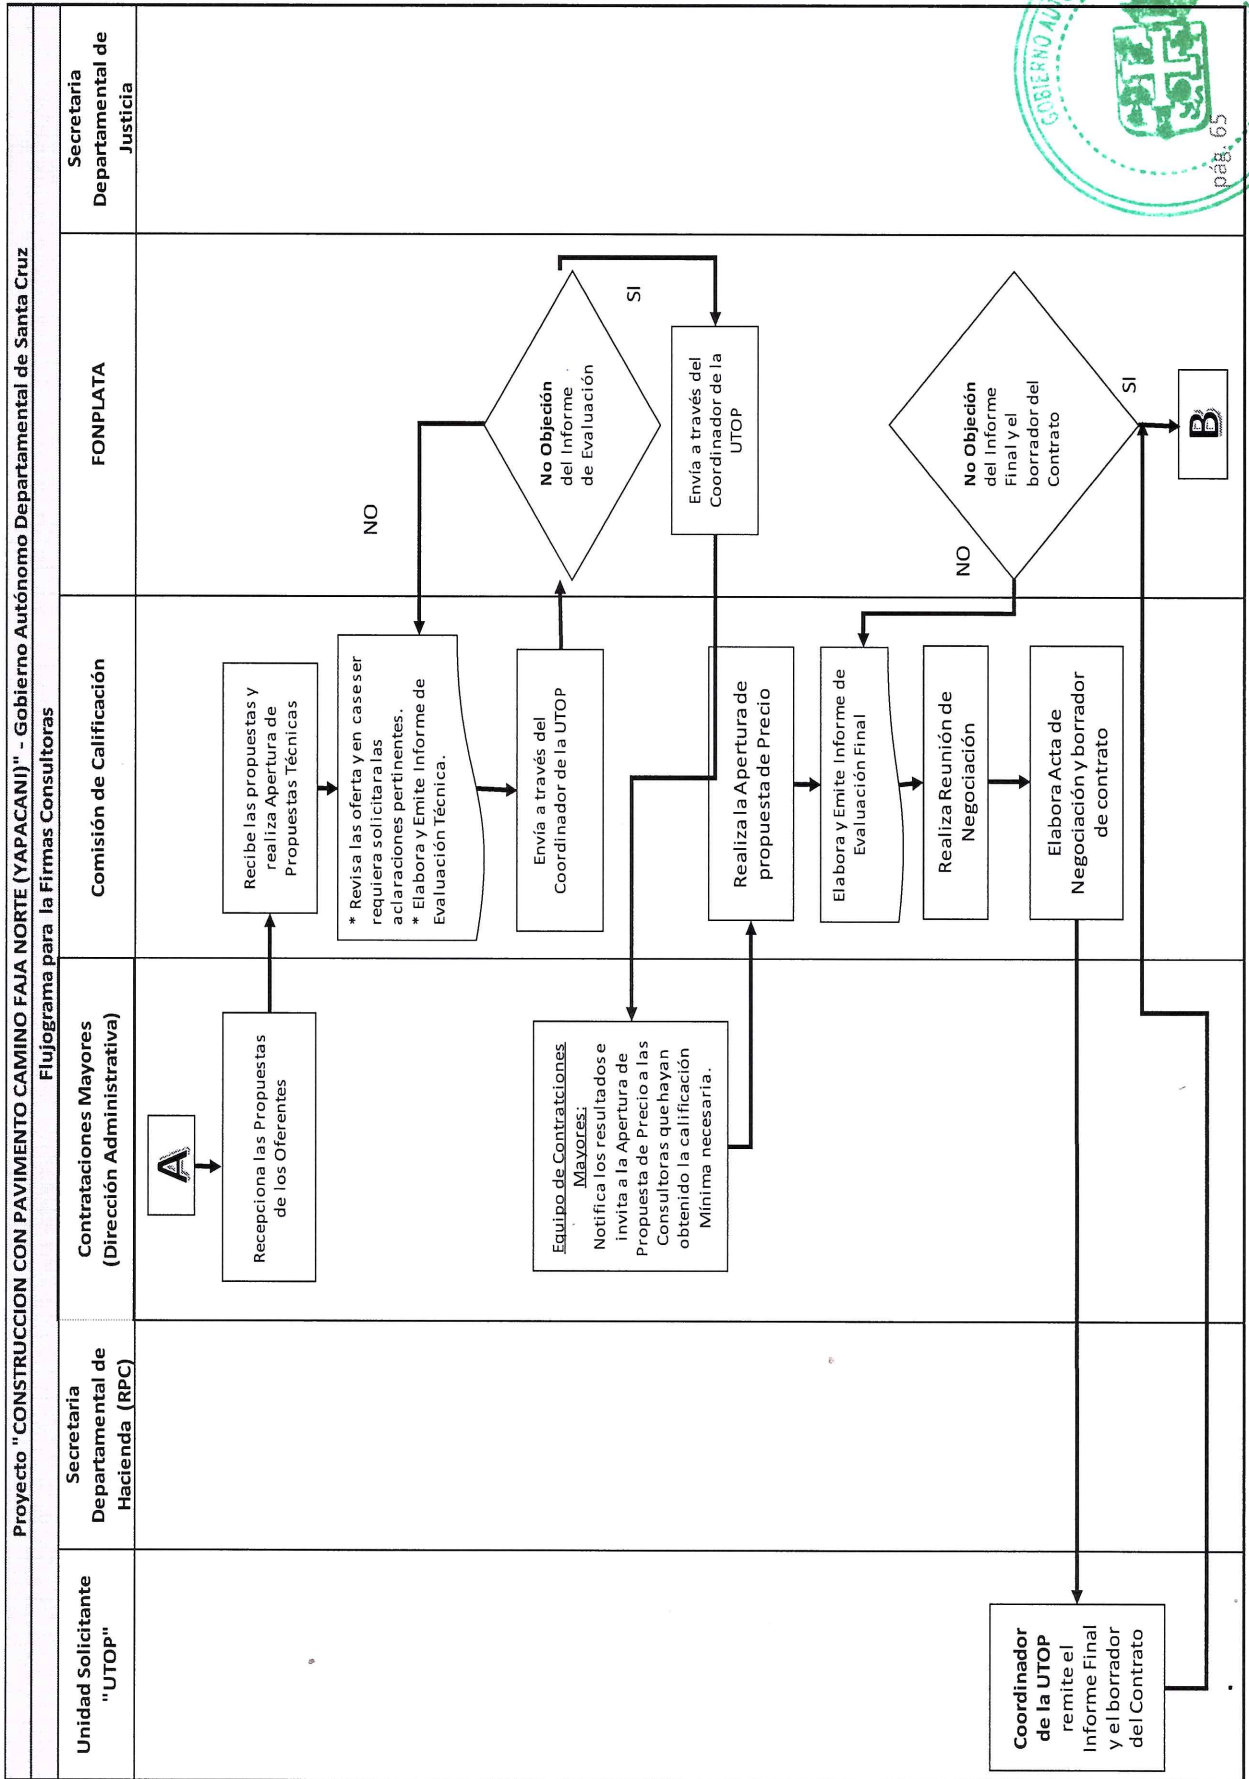 Proyecto "CONSTRUCCION CON PAVIMENTO CAMINO FAJA NORTE (YAPACANI)" - Gobierno Autónomo Departamental de Santa Cruz
Flujograma para la Firmas Consultoras
Unidad Solicitante
"UTOP"
Secretaria
Departamental de
Hacienda (RPC)
Contrataciones Mayores
(Dirección Administrativa)
Comisión de Calificación
FONPLATA
Secretaria
Departamental de
Justicia
A
Recepciona las Propuestas
de los Oferentes
Recibe las propuestas y
realiza Apertura de
Propuestas Técnicas
* Revisa las oferta y en case ser
requiera solicitara las
aclaraciones pertinentes.
* Elabora y Emite Informe de
Evaluación Técnica.
NO
Envía a través del
Coordinador de la UTOP
No Objeción
del Informe
de Evaluación
SI
Envía a través del
Coordinador de la
UTOP
Equipo de Contratciones
Mayores:
Notifica los resultados e
invita a la Apertura de
Propuesta de Precio a las
Consultoras que hayan
obtenido la calificación
Mínima necesaria.
Realiza la Apertura de
propuesta de Precio
Elabora y Emite Informe de
Evaluación Final
Realiza Reunión de
Negociación
Elabora Acta de
Negociación y borrador
de contrato
Coordinador
de la UTOP
remite el
Informe Final
y el borrador
del Contrato
NO
No Objeción
del Informe
Final y el
borrador del
Contrato
SI
B
GOBIERNO
pág. 65